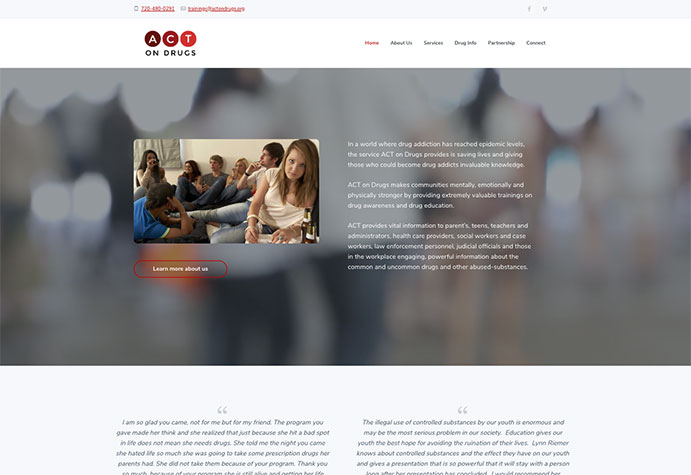 720-480-0291 trainings@actondrugs.org
ACT
ON DRUGS
Home About Us Services Drug Info Partnership Connect
In a world where drug addiction has reached epidemic levels,
the service ACT on Drugs provides is saving lives and giving
those who could become drug addicts invaluable knowledge.
ACT on Drugs makes communities mentally, emotionally and
physically stronger by providing extremely valuable trainings on
drug awareness and drug education.
ACT provides vital information to parent's, teens, teachers and
administrators, health care providers, social workers and case
workers, law enforcement personnel, judicial officials and those
in the workplace engaging, powerful information about the
common and uncommon drugs and other abused-substances.
Learn more about us
“
I am so glad you came, not for me but for my friend. The program you
gave made her think and she realized that just because she hit a bad spot
in life does not mean she needs drugs. She told me the night you came
she hated life so much she was going to take some prescription drugs her
parents had. She did not take them because of your program. Thank you
so much, because of your program she is still alive and getting her life
“
The illegal use of controlled substances by our youth is enormous and
may be the most serious problem in our society. Education gives our
youth the best hope for avoiding the ruination of their lives. Lynn Riemer
knows about controlled substances and the effect they have on our youth
and gives a presentation that is so powerful that it will stay with a person
long after her presentation has concluded. I would recommend her